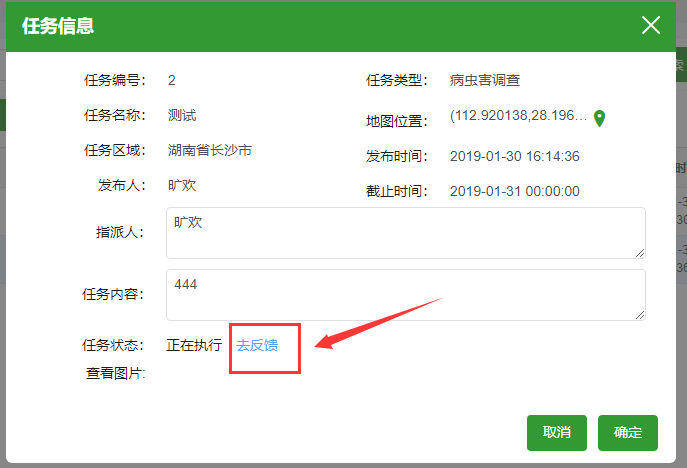 任务信息
任务编号: 2 任务类型: 病虫害调查
任务名称: 测试 地图位置: (112.920138,28.196...
任务区域: 湖南省长沙市 发布时间: 2019-01-30 16:14:36
发布人: 旷欢 截止时间: 2019-01-31 00:00:00
指派人: 旷欢
任务内容: 444
任务状态: 正在执行 去反馈
查看图片:
取消 确定